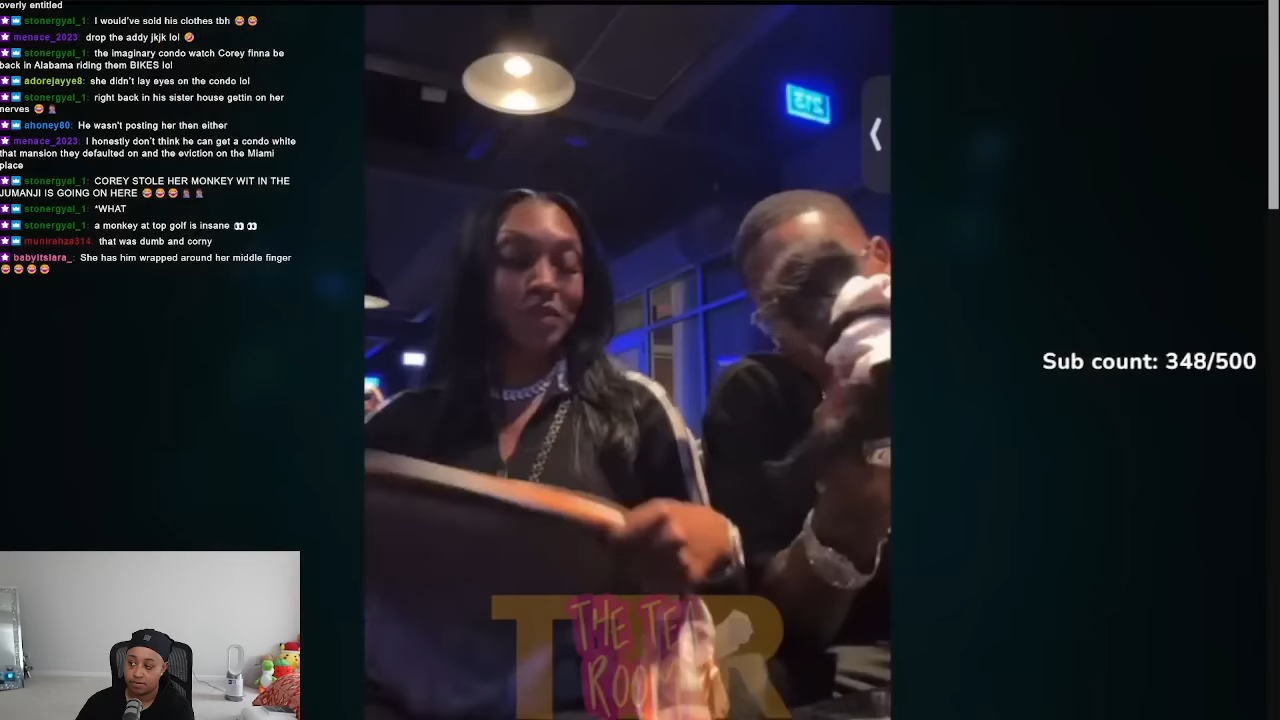 overly entitled
stonergyal_1: I would've sold his clothes tbh 😂 😂
menace_2023: drop the addy jkjk lol 🤣
stonergyal_1: the imaginary condo watch Corey finna be
back in Alabama riding them BIKES lol
adorejayye8: she didn't lay eyes on the condo lol
stonergyal_1: right back in his sister house gettin on her
nerves
ahoney80: He wasn't posting her then either
menace_2023: I honestly don't think he can get a condo white
that mansion they defaulted on and the eviction on the Miami
place
stonergyal_1: COREY STOLE HER MONKEY WIT IN THE
JUMANJI IS GOING ON HERE
stonergyal_1: *WHAT
stonergyal_1: a monkey at top golf is insane 👀 👀
munirahza314: that was dumb and corny
babyitslara_: She has him wrapped around her middle finger
😂 😂 😂 😂
Sub count: 348/500
THE TEA
ROOM